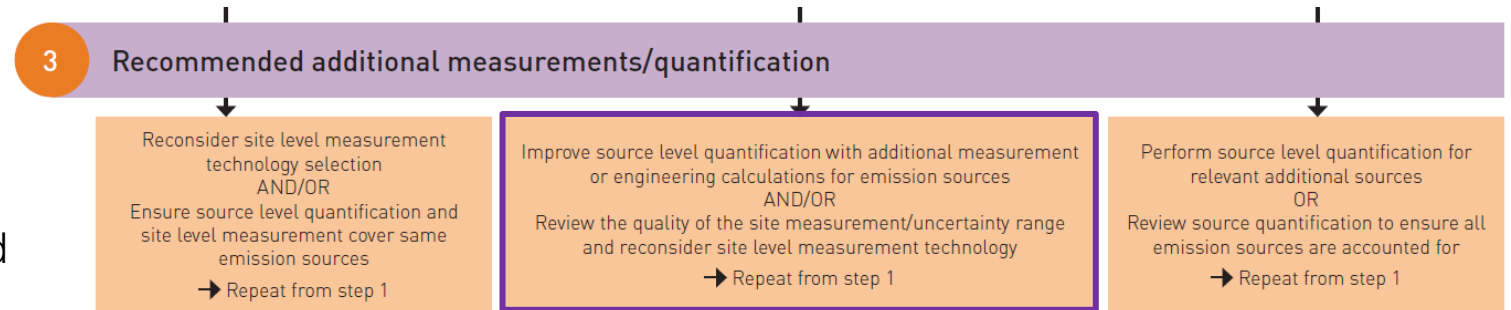 3
Recommended additional measurements/quantification
Reconsider site level measurement
technology selection
AND/OR
Ensure source level quantification and
site level measurement cover same
emission sources
→ Repeat from step 1
Improve source level quantification with additional measurement
or engineering calculations for emission sources
AND/OR
Review the quality of the site measurement/uncertainty range
and reconsider site level measurement technology
→ Repeat from step 1
Perform source level quantification for
relevant additional sources
OR
Review source quantification to ensure all
emission sources are accounted for
→ Repeat from step 1